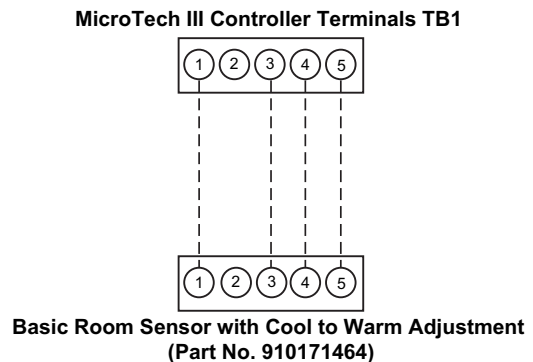 MicroTech III Controller Terminals TB1
1 2 3 4 5
1 2 3 4 5
Basic Room Sensor with Cool to Warm Adjustment
(Part No. 910171464)